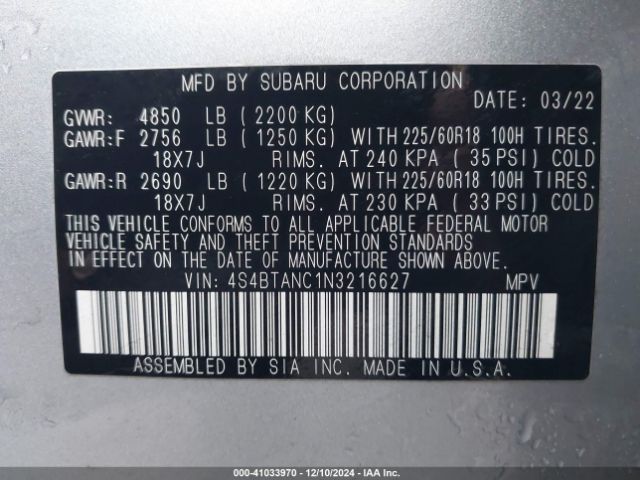 MFD BY SUBARU CORPORATION
DATE: 03/22
GVWR: 4850 LB ( 2200 KG)
GAWR:F 2756 LB ( 1250 KG) WITH 225/60R18 100H TIRES.
18X7J RIMS. AT 240 KPA ( 35 PSI) COLD
GAWR:R 2690 LB ( 1220 KG) WITH 225/60R18 100H TIRES.
18X7J RIMS. AT 230 KPA ( 33 PSI) COLD
THIS VEHICLE CONFORMS TO ALL APPLICABLE FEDERAL MOTOR
VEHICLE SAFETY AND THEFT PREVENTION STANDARDS
IN EFFECT ON THE DATE OF MANUFACTURE SHOWN ABOVE.
VIN: 4S4BTANC1N3216627 MPV
ASSEMBLED BY SIA INC. MADE IN U.S.A.
000-41033970 • 12/10/2024 • IAA Inc.